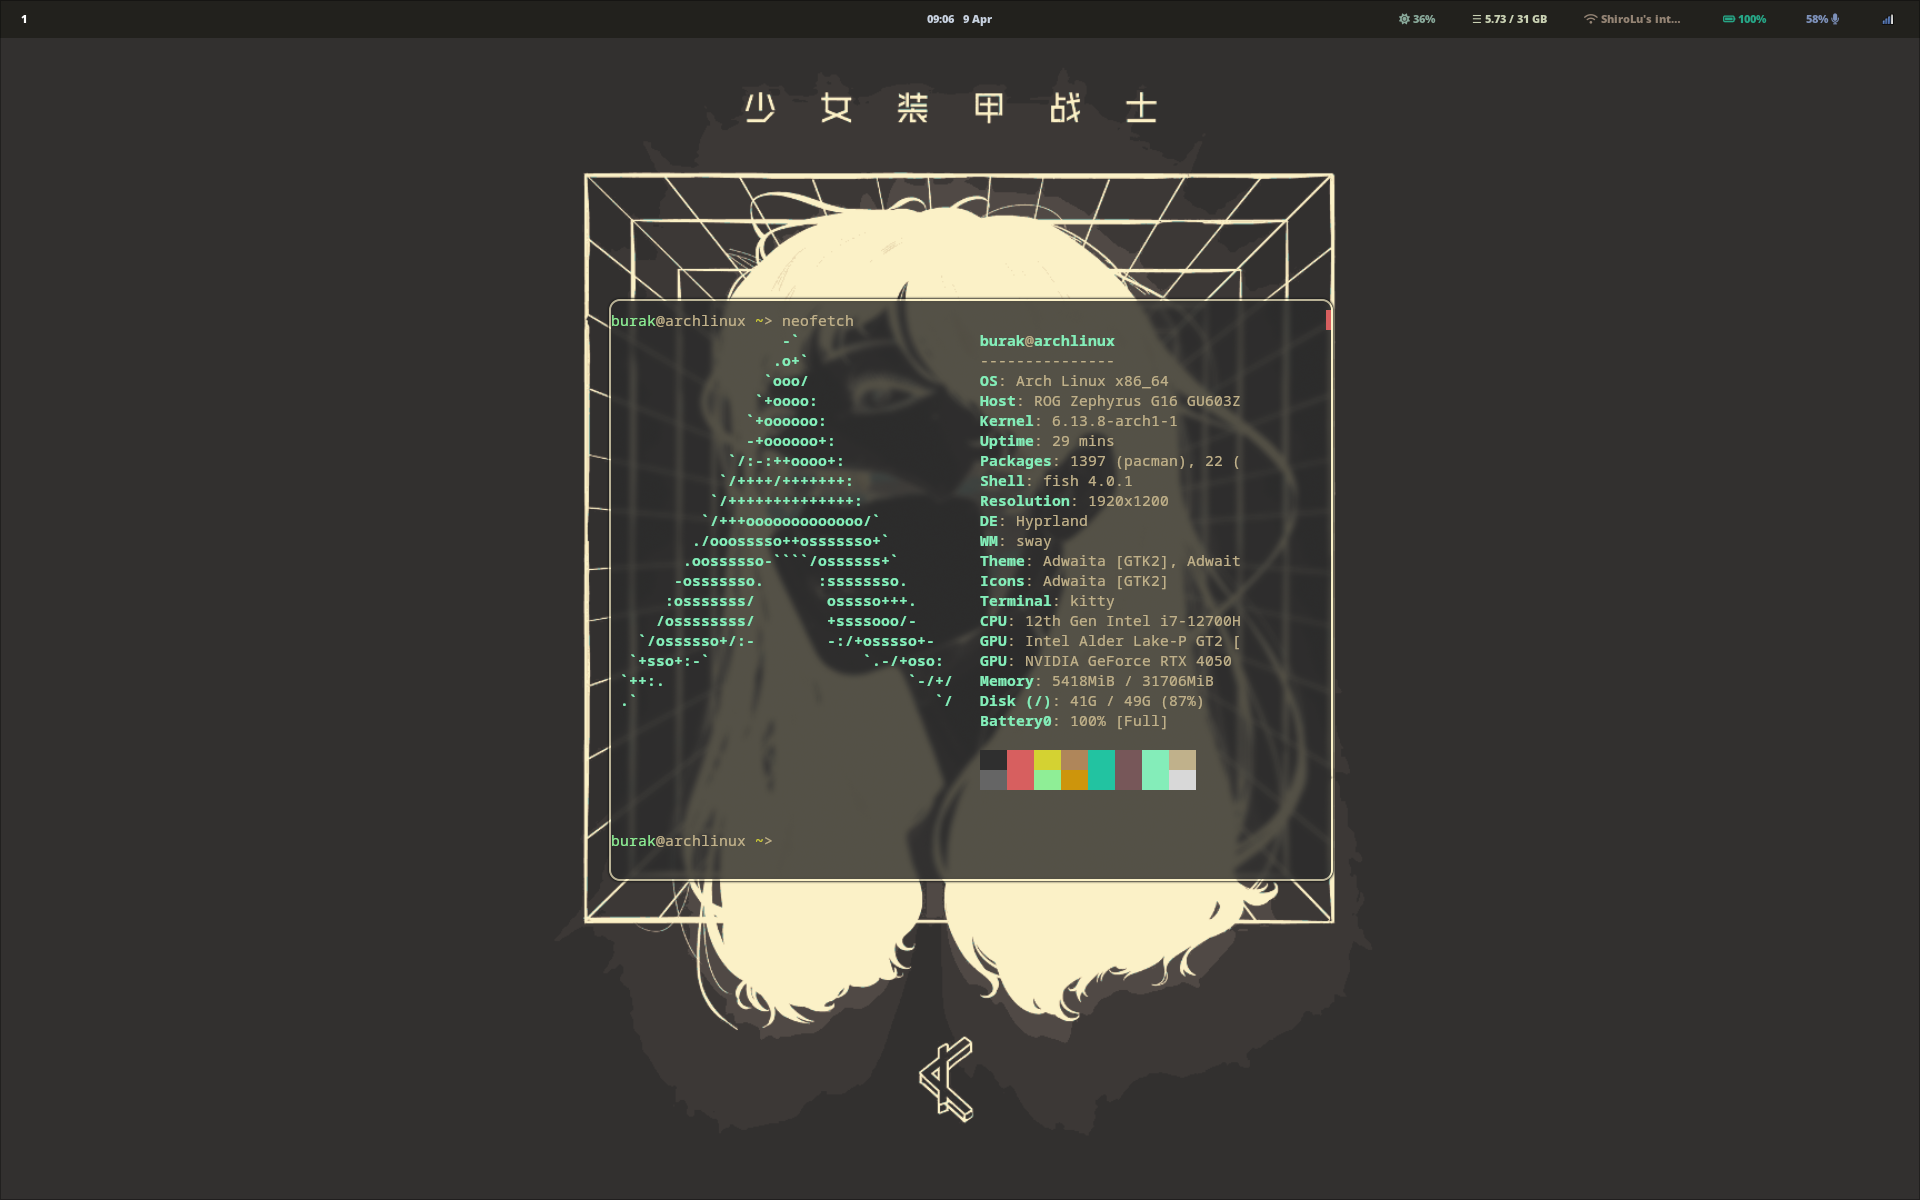 1
09:06 9 Apr
36%
5.73 / 31 GB
ShiroLu's int...
100%
58%
少女装甲战士
burak@archlinux ~> neofetch
-`
.o+`
`ooo/
`+oooo:
`+oooooo:
-+oooooo+:
`/:-:++oooo+:
`/++++/+++++++:
`/++++++++++++++:
`/+++ooooooooooooo/`
./ooosssso++osssssso+`
.oossssso-````/ossssss+`
-osssssso. :ssssssso.
:osssssss/ osssso+++.
/ossssssss/ +ssssooo/-
`/ossssso+/:- -:/+osssso+-
`+sso+:-` `.-/+oso:
`++:. `-/+/
.` `/
burak@archlinux
---------------
OS: Arch Linux x86_64
Host: ROG Zephyrus G16 GU603Z
Kernel: 6.13.8-arch1-1
Uptime: 29 mins
Packages: 1397 (pacman), 22 (
Shell: fish 4.0.1
Resolution: 1920x1200
DE: Hyprland
WM: sway
Theme: Adwaita [GTK2], Adwait
Icons: Adwaita [GTK2]
Terminal: kitty
CPU: 12th Gen Intel i7-12700H
GPU: Intel Alder Lake-P GT2 [
GPU: NVIDIA GeForce RTX 4050
Memory: 5418MiB / 31706MiB
Disk (/): 41G / 49G (87%)
Battery0: 100% [Full]
burak@archlinux ~>